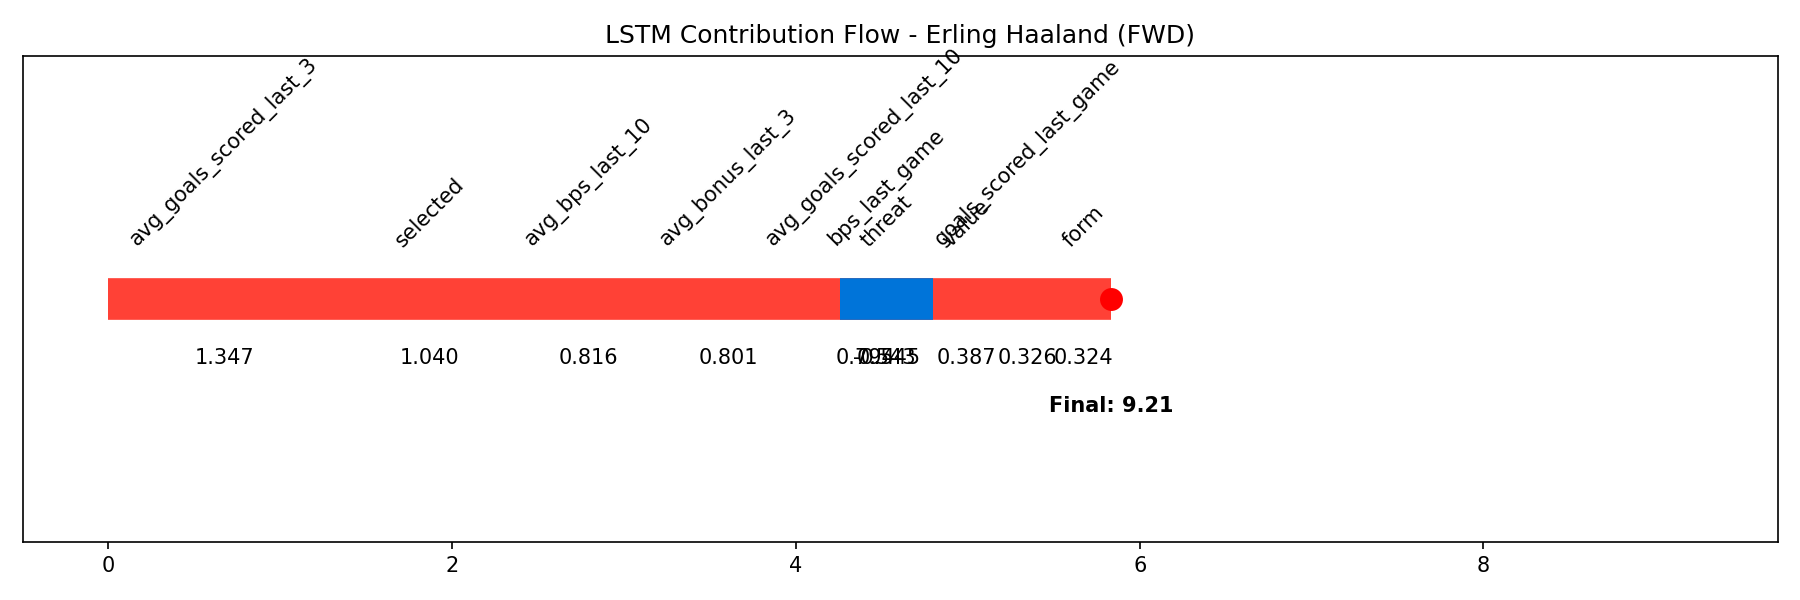 LSTM Contribution Flow - Erling Haaland (FWD)
avg_goals_scored_last_3
selected
avg_bps_last_10
avg_bonus_last_3
avg_goals_scored_last_10
bps_last_game
threat
goals_scored_last_game
value
form
1.347
1.040
0.816
0.801
0.387
0.326
0.324
Final: 9.21
0
2
4
6
8